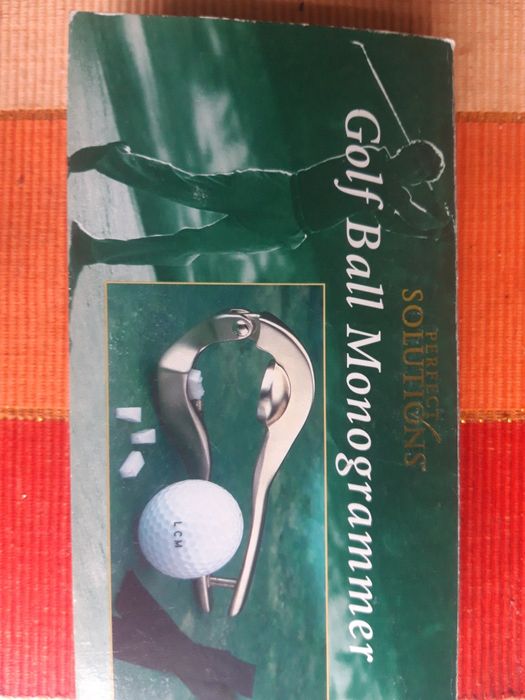 PERFECT
SOLUTIONS
Golf Ball Monogrammer
LCM